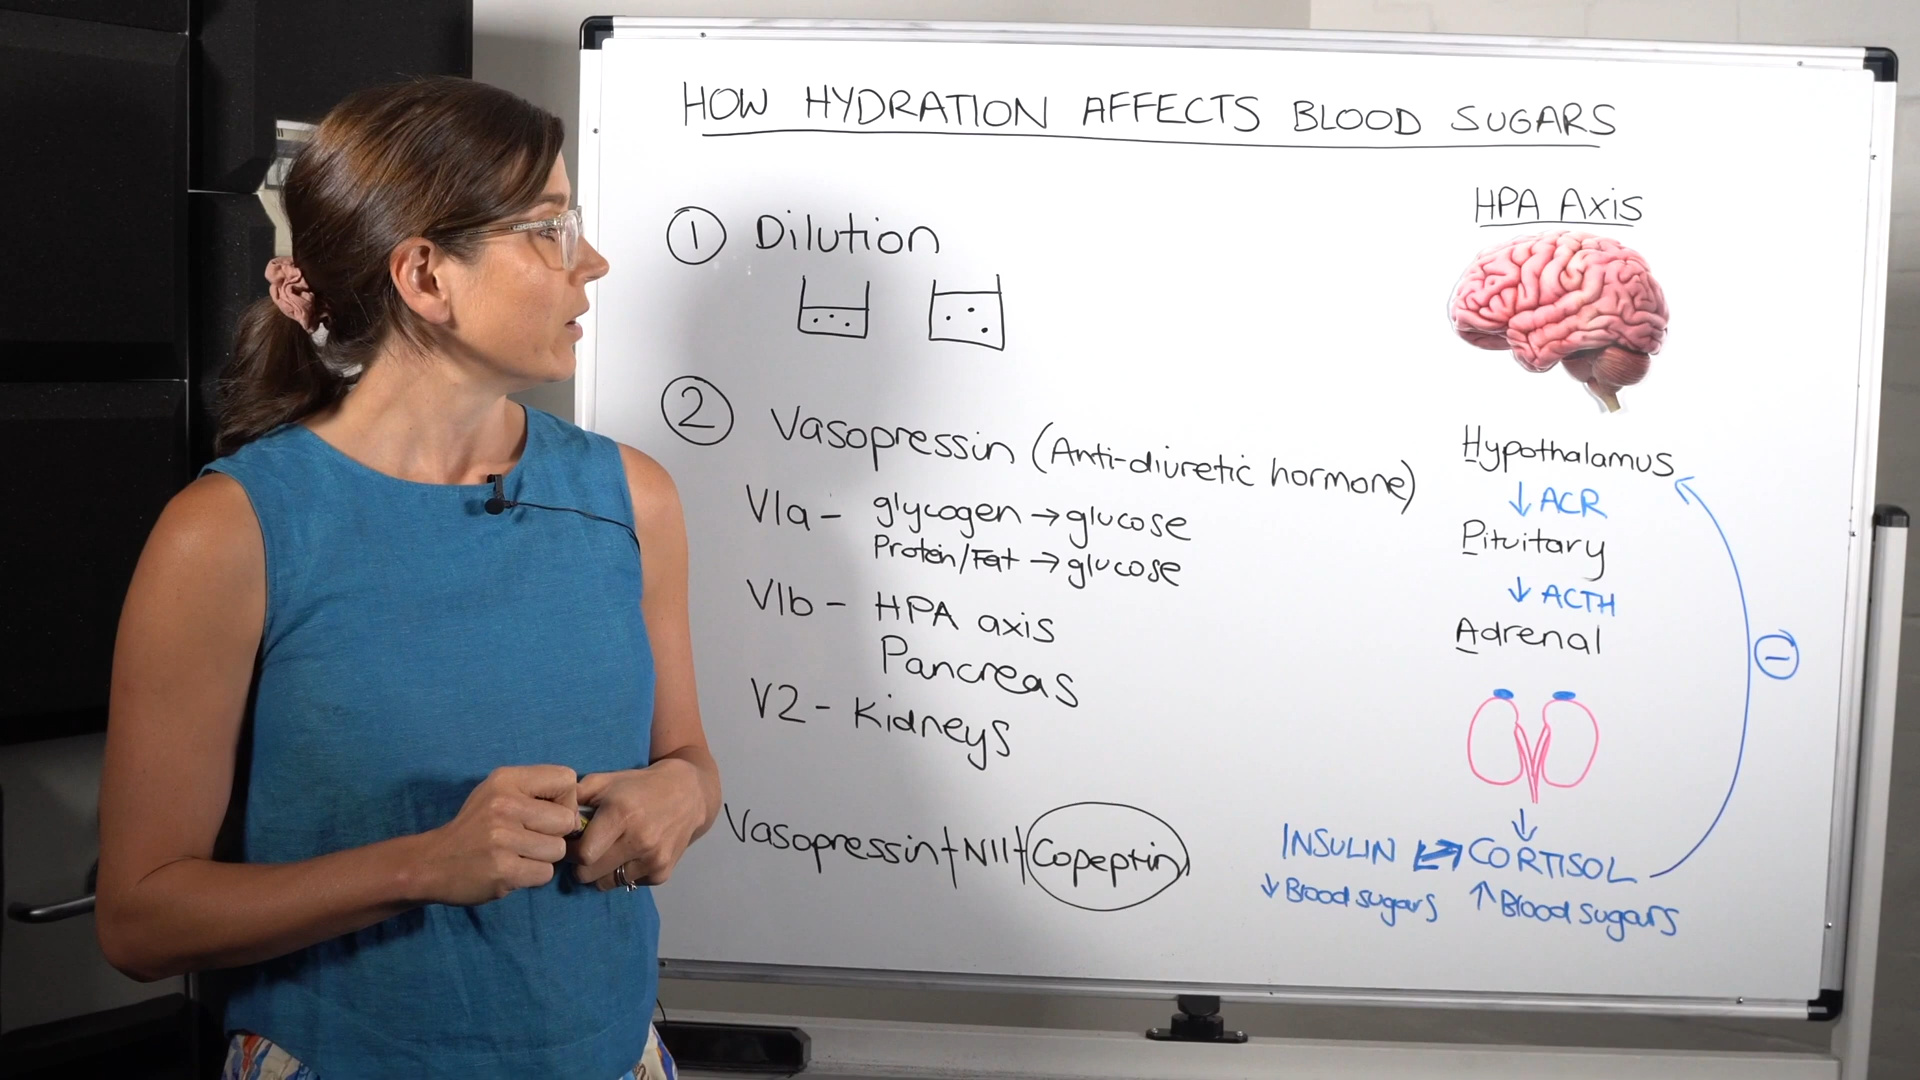 HOW HYDRATION AFFECTS BLOOD SUGARS
① Dilution
② Vasopressin (Anti-diuretic hormone)
V1a - glycogen → glucose
Protein/Fat → glucose
V1b - HPA axis
Pancreas
V2 - Kidneys
Vasopressin + NII + Copeptin
HPA Axis
Hypothalamus
↓ ACR
Pituitary
↓ ACTH
Adrenal
−
↓
INSULIN ↔ CORTISOL
↓ Blood sugars ↑ Blood sugars